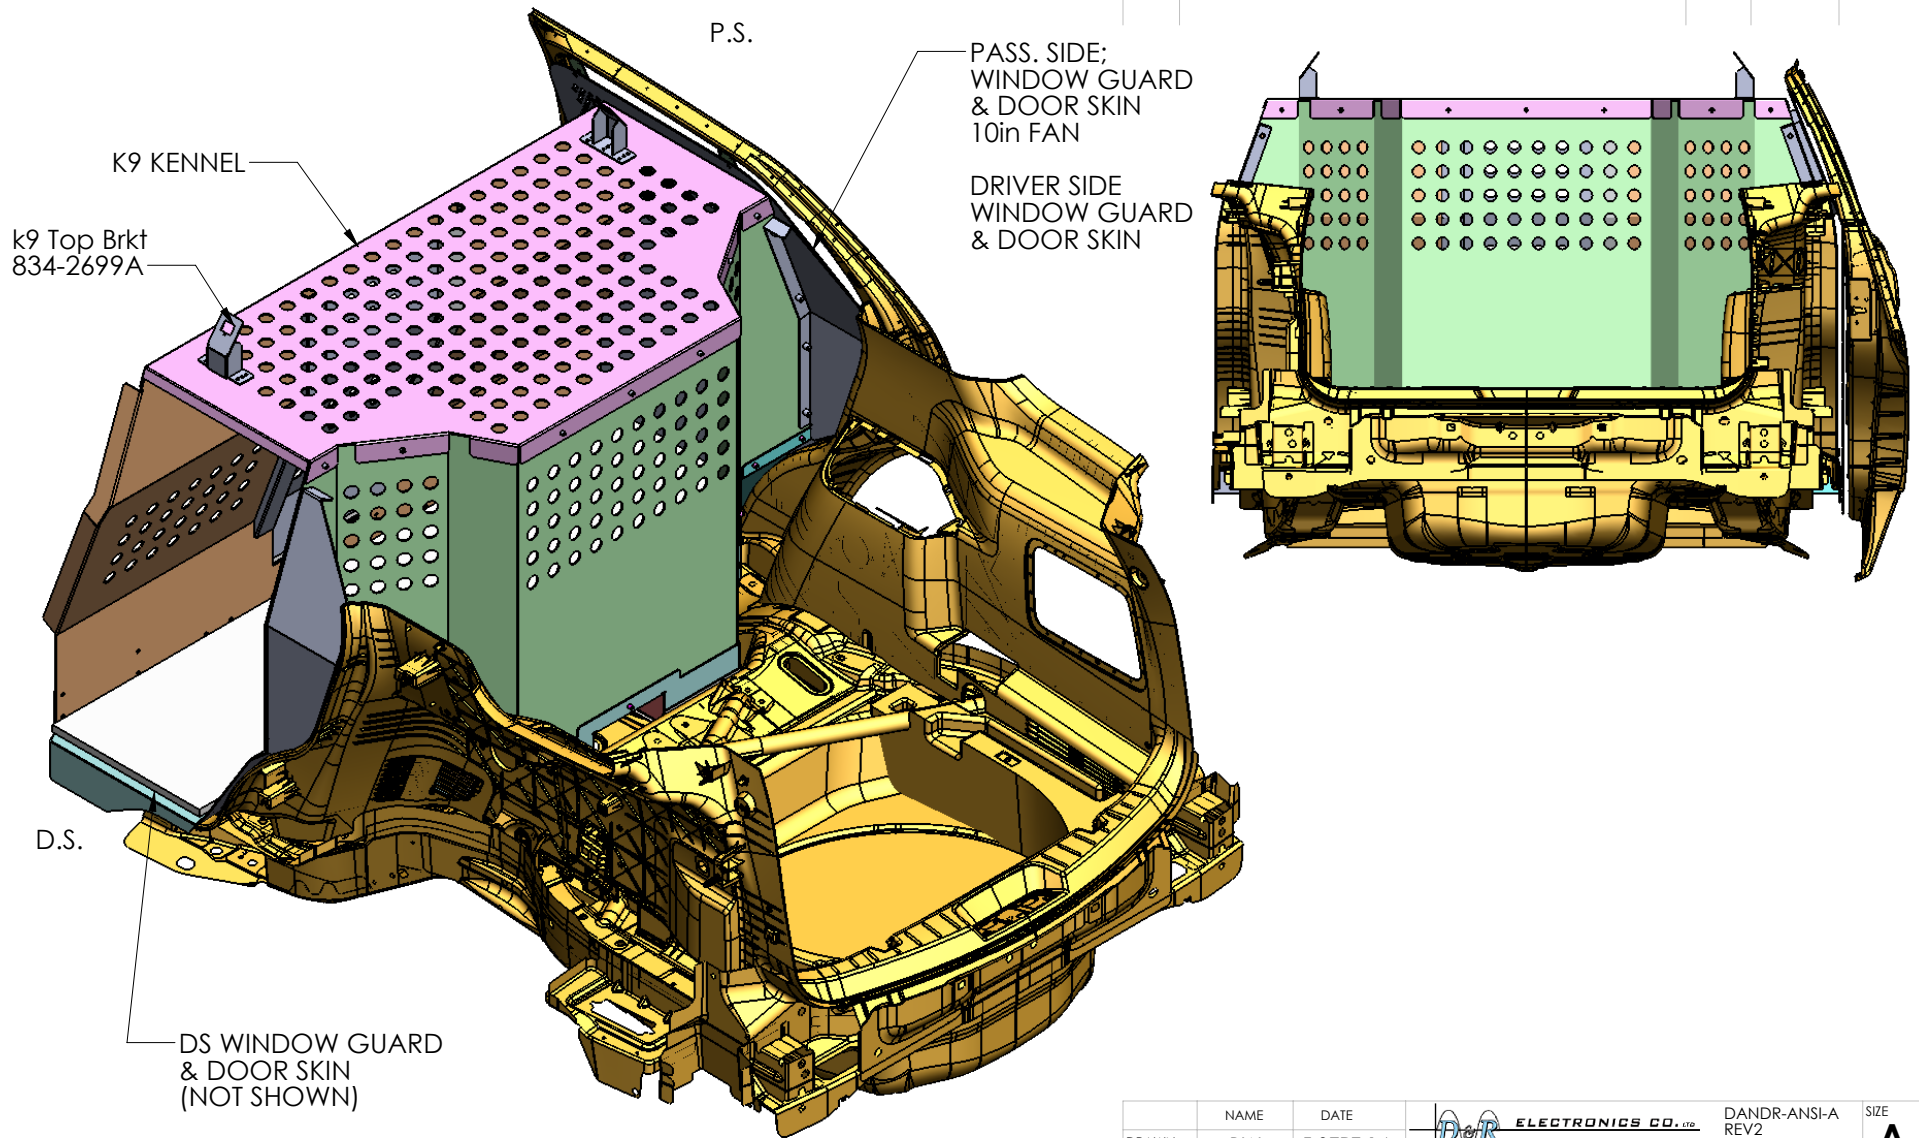 P.S.
PASS. SIDE;
WINDOW GUARD
& DOOR SKIN
10in FAN
DRIVER SIDE
WINDOW GUARD
& DOOR SKIN
K9 KENNEL
k9 Top Brkt
834-2699A
D.S.
DS WINDOW GUARD
& DOOR SKIN
(NOT SHOWN)
NAME
DATE
D&R
ELECTRONICS CO. LTD
DANDR-ANSI-A
REV2
SIZE
A